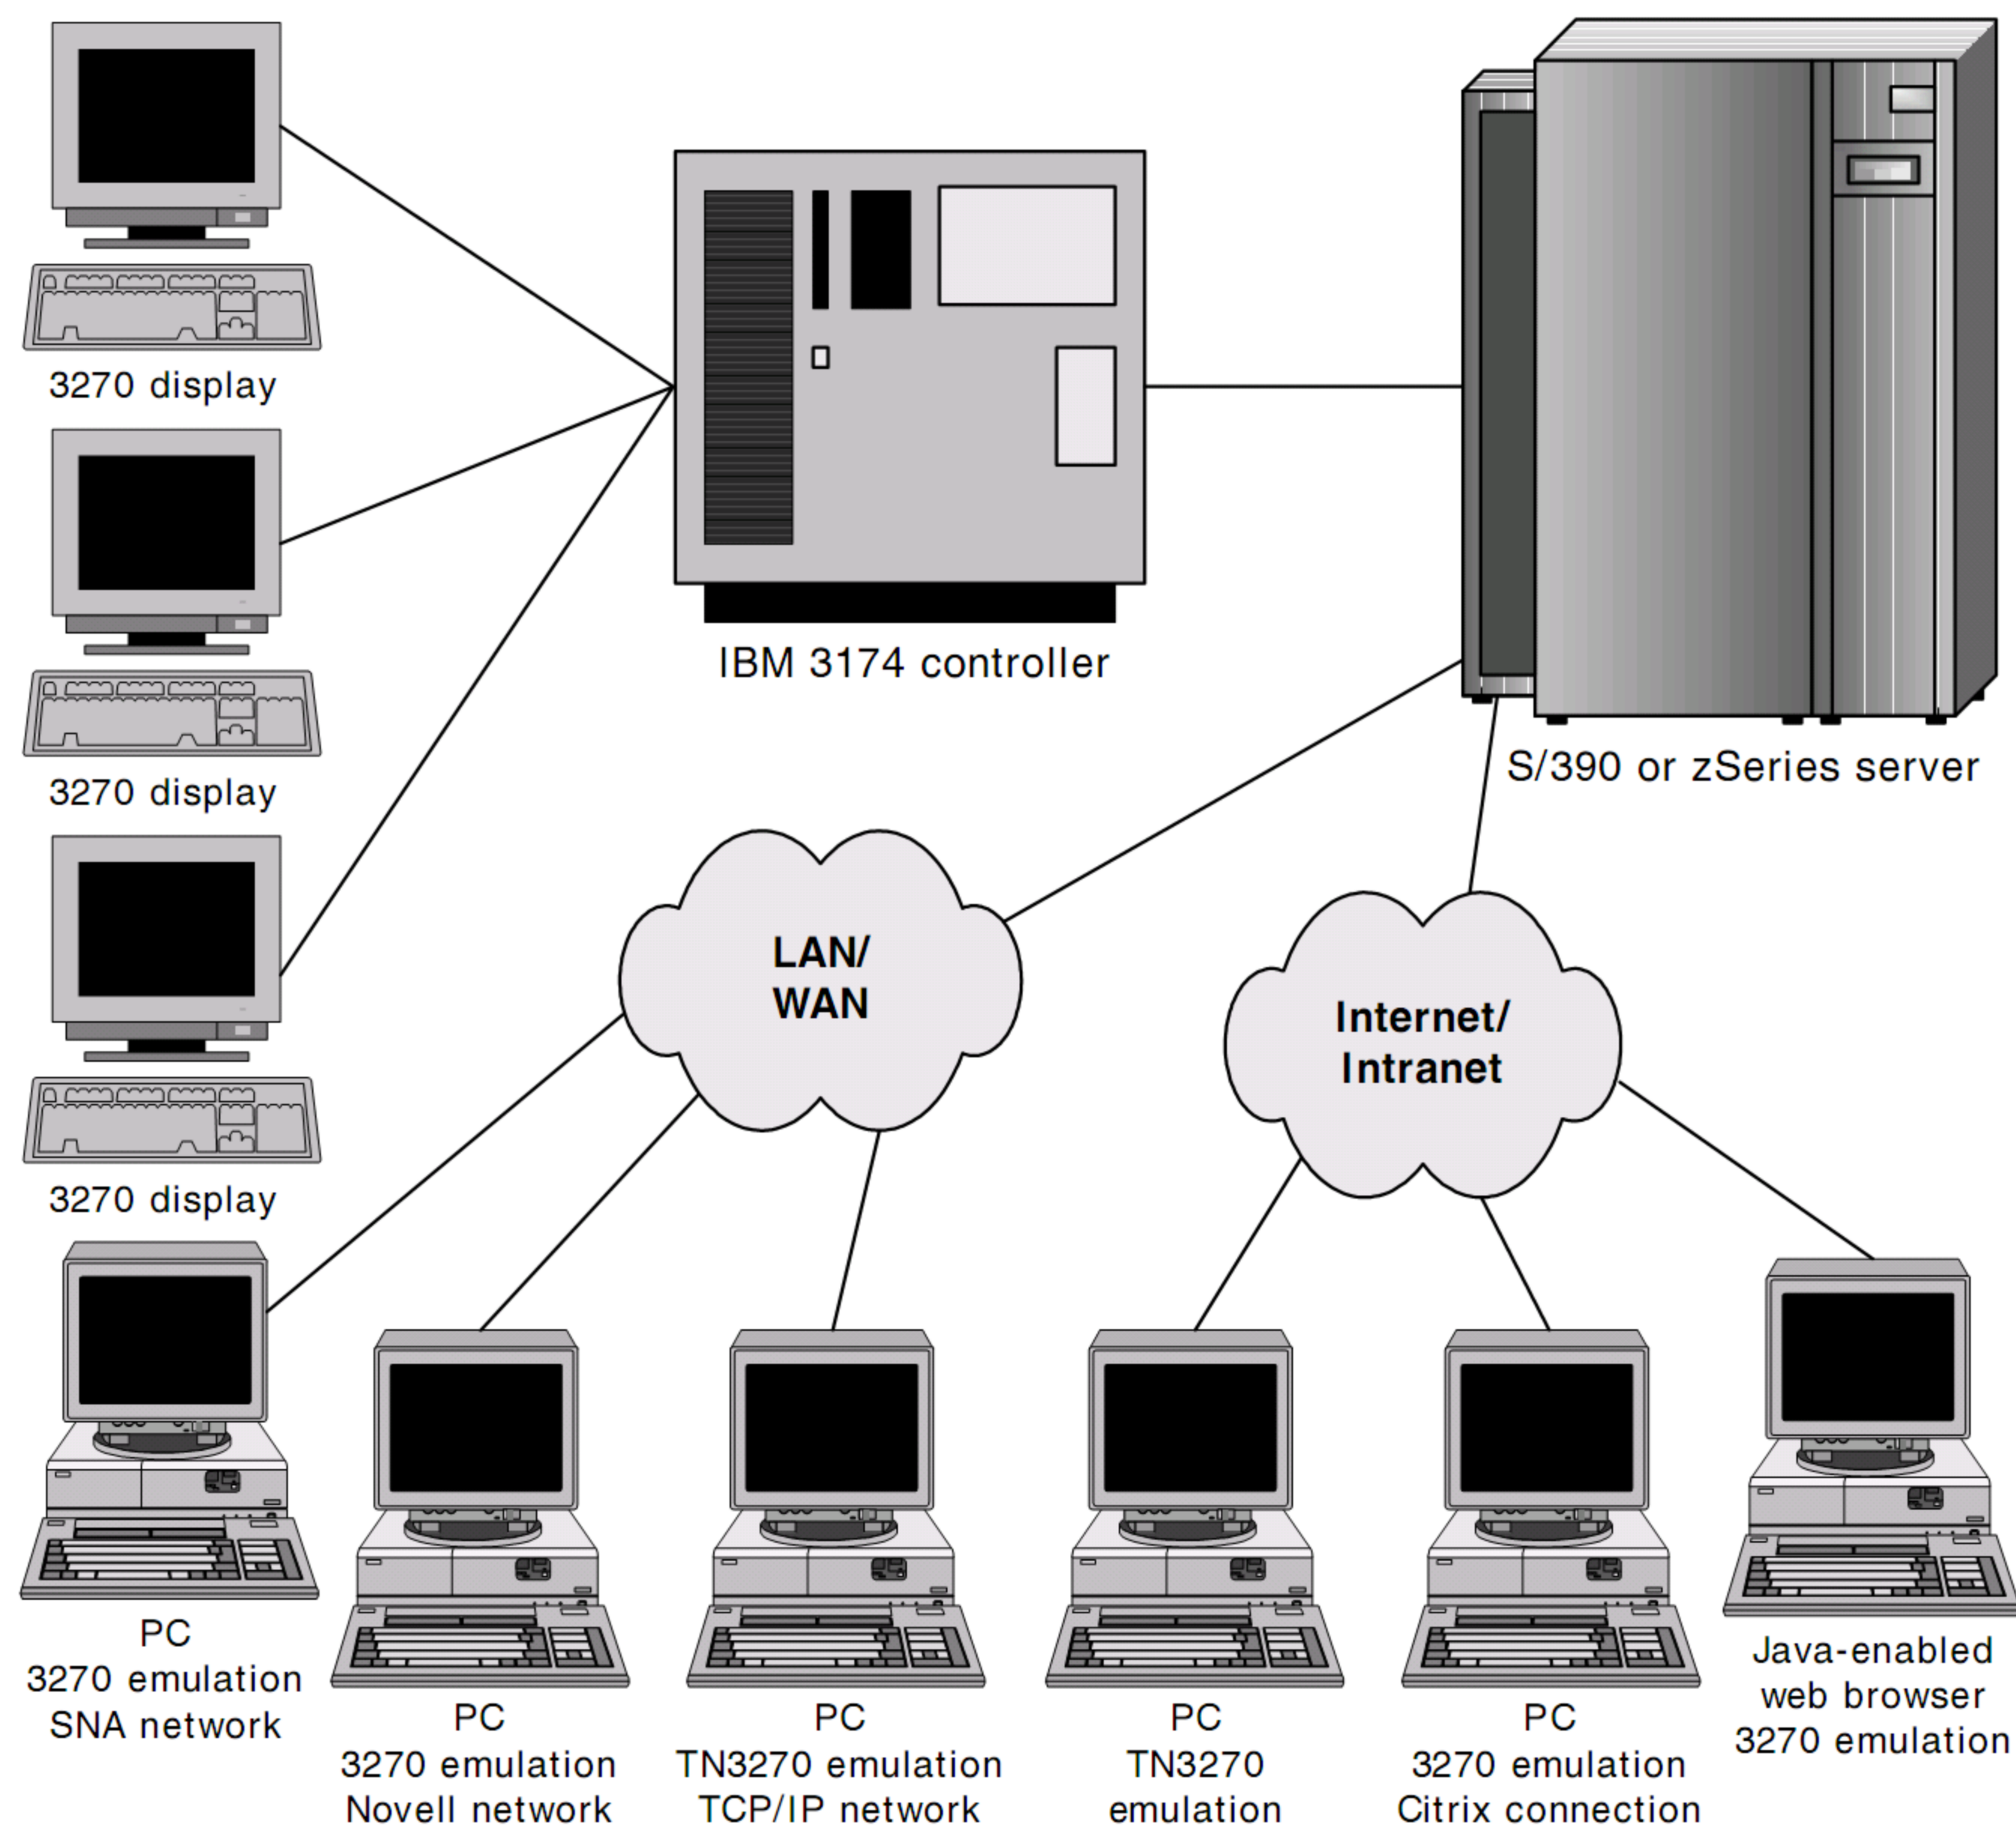 3270 display
IBM 3174 controller
S/390 or zSeries server
3270 display
3270 display
LAN/
WAN
Internet/
Intranet
PC
3270 emulation
SNA network
PC
3270 emulation
Novell network
PC
TN3270 emulation
TCP/IP network
PC
TN3270
emulation
PC
3270 emulation
Citrix connection
Java-enabled
web browser
3270 emulation